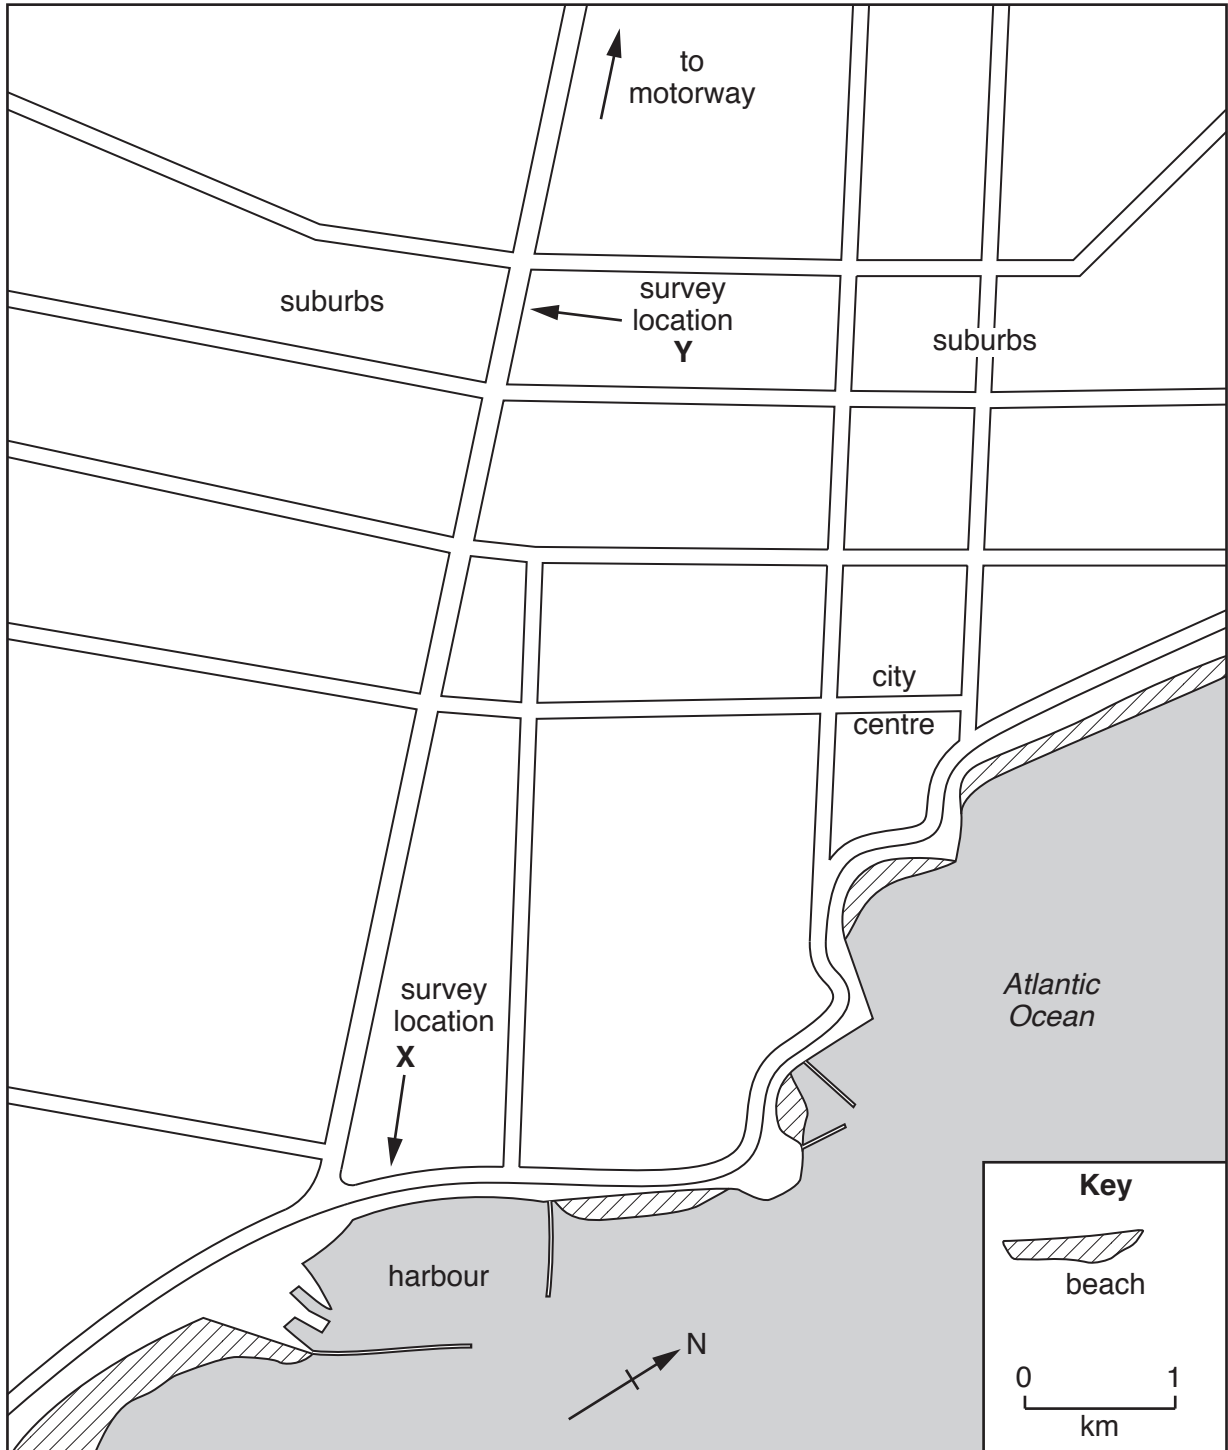 to
motorway
suburbs
survey
location
Y
suburbs
city
centre
survey
location
X
Atlantic
Ocean
harbour
N
Key
beach
0 1
km